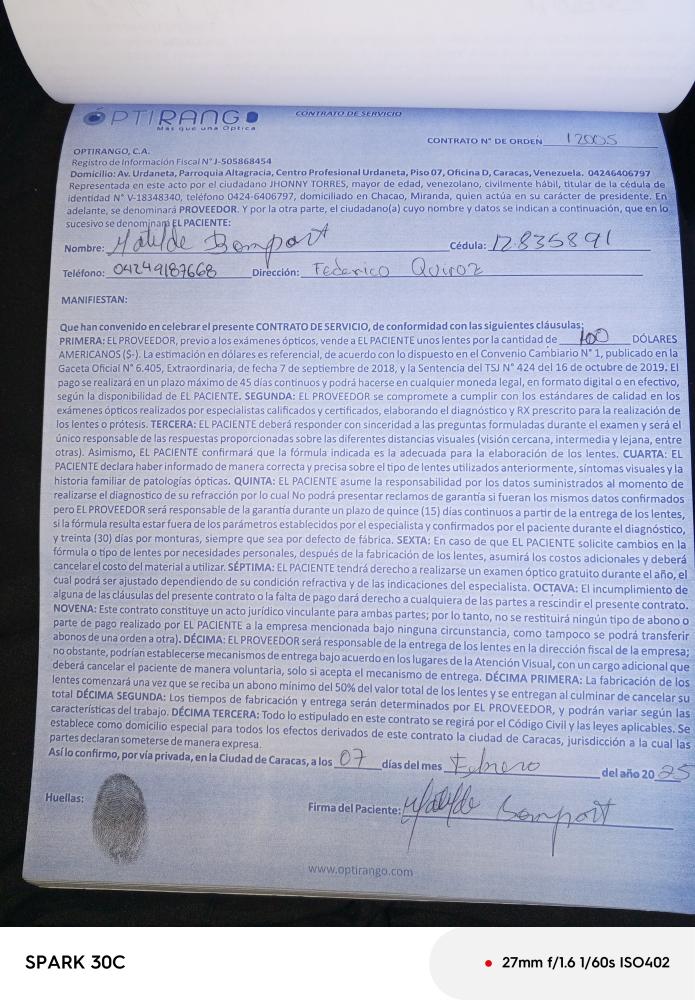 ÓPTIRANGO
Más que una Óptica
CONTRATO DE SERVICIO
CONTRATO N° DE ORDEN 12005
OPTIRANGO, C.A.
Registro de Información Fiscal N° J-505868454
Domicilio: Av. Urdaneta, Parroquia Altagracia, Centro Profesional Urdaneta, Piso 07, Oficina D, Caracas, Venezuela. 04246406797
Representada en este acto por el ciudadano JHONNY TORRES, mayor de edad, venezolano, civilmente hábil, titular de la cédula de
identidad N° V-18348340, teléfono 0424-6406797, domiciliado en Chacao, Miranda, quien actúa en su carácter de presidente. En
adelante, se denominará PROVEEDOR. Y por la otra parte, el ciudadano(a) cuyo nombre y datos se indican a continuación, que en lo
sucesivo se denominará EL PACIENTE:
Nombre: Matilde Bompart Cédula: 12.835891
Teléfono: 04249187668 Dirección: Federico Quiroz
MANIFIESTAN:
Que han convenido en celebrar el presente CONTRATO DE SERVICIO, de conformidad con las siguientes cláusulas:
PRIMERA: EL PROVEEDOR, previo a los exámenes ópticos, vende a EL PACIENTE unos lentes por la cantidad de 100 DÓLARES
AMERICANOS ($-). La estimación en dólares es referencial, de acuerdo con lo dispuesto en el Convenio Cambiario N° 1, publicado en la
Gaceta Oficial N° 6.405, Extraordinaria, de fecha 7 de septiembre de 2018, y la Sentencia del TSJ N° 424 del 16 de octubre de 2019. El
pago se realizará en un plazo máximo de 45 días continuos y podrá hacerse en cualquier moneda legal, en formato digital o en efectivo,
según la disponibilidad de EL PACIENTE. SEGUNDA: EL PROVEEDOR se compromete a cumplir con los estándares de calidad en los
exámenes ópticos realizados por especialistas calificados y certificados, elaborando el diagnóstico y RX prescrito para la realización de
los lentes o prótesis. TERCERA: EL PACIENTE deberá responder con sinceridad a las preguntas formuladas durante el examen y será el
único responsable de las respuestas proporcionadas sobre las diferentes distancias visuales (visión cercana, intermedia y lejana, entre
otras). Asimismo, EL PACIENTE confirmará que la fórmula indicada es la adecuada para la elaboración de los lentes. CUARTA: EL
PACIENTE declara haber informado de manera correcta y precisa sobre el tipo de lentes utilizados anteriormente, síntomas visuales y la
historia familiar de patologías ópticas. QUINTA: EL PACIENTE asume la responsabilidad por los datos suministrados al momento de
realizarse el diagnostico de su refracción por lo cual No podrá presentar reclamos de garantía si fueran los mismos datos confirmados
pero EL PROVEEDOR será responsable de la garantía durante un plazo de quince (15) días continuos a partir de la entrega de los lentes,
si la fórmula resulta estar fuera de los parámetros establecidos por el especialista y confirmados por el paciente durante el diagnóstico,
y treinta (30) días por monturas, siempre que sea por defecto de fábrica. SEXTA: En caso de que EL PACIENTE solicite cambios en la
fórmula o tipo de lentes por necesidades personales, después de la fabricación de los lentes, asumirá los costos adicionales y deberá
cancelar el costo del material a utilizar. SÉPTIMA: EL PACIENTE tendrá derecho a realizarse un examen óptico gratuito durante el año, el
cual podrá ser ajustado dependiendo de su condición refractiva y de las indicaciones del especialista. OCTAVA: El incumplimiento de
alguna de las cláusulas del presente contrato o la falta de pago dará derecho a cualquiera de las partes a rescindir el presente contrato.
NOVENA: Este contrato constituye un acto jurídico vinculante para ambas partes; por lo tanto, no se restituirá ningún tipo de abono o
parte de pago realizado por EL PACIENTE a la empresa mencionada bajo ninguna circunstancia, como tampoco se podrá transferir
abonos de una orden a otra). DÉCIMA: EL PROVEEDOR será responsable de la entrega de los lentes en la dirección fiscal de la empresa;
no obstante, podrían establecerse mecanismos de entrega bajo acuerdo en los lugares de la Atención Visual, con un cargo adicional que
deberá cancelar el paciente de manera voluntaria, solo si acepta el mecanismo de entrega. DÉCIMA PRIMERA: La fabricación de los
lentes comenzará una vez que se reciba un abono mínimo del 50% del valor total de los lentes y se entregan al culminar de cancelar su
total DÉCIMA SEGUNDA: Los tiempos de fabricación y entrega serán determinados por EL PROVEEDOR, y podrán variar según las
características del trabajo. DÉCIMA TERCERA: Todo lo estipulado en este contrato se regirá por el Código Civil y las leyes aplicables. Se
establece como domicilio especial para todos los efectos derivados de este contrato la ciudad de Caracas, jurisdicción a la cual las
partes declaran someterse de manera expresa.
Así lo confirmo, por vía privada, en la Ciudad de Caracas, a los 07 días del mes Febrero del año 2025
Huellas:
Firma del Paciente: Matilde Bompart
www.optirango.com
SPARK 30C
27mm f/1.6 1/60s ISO402